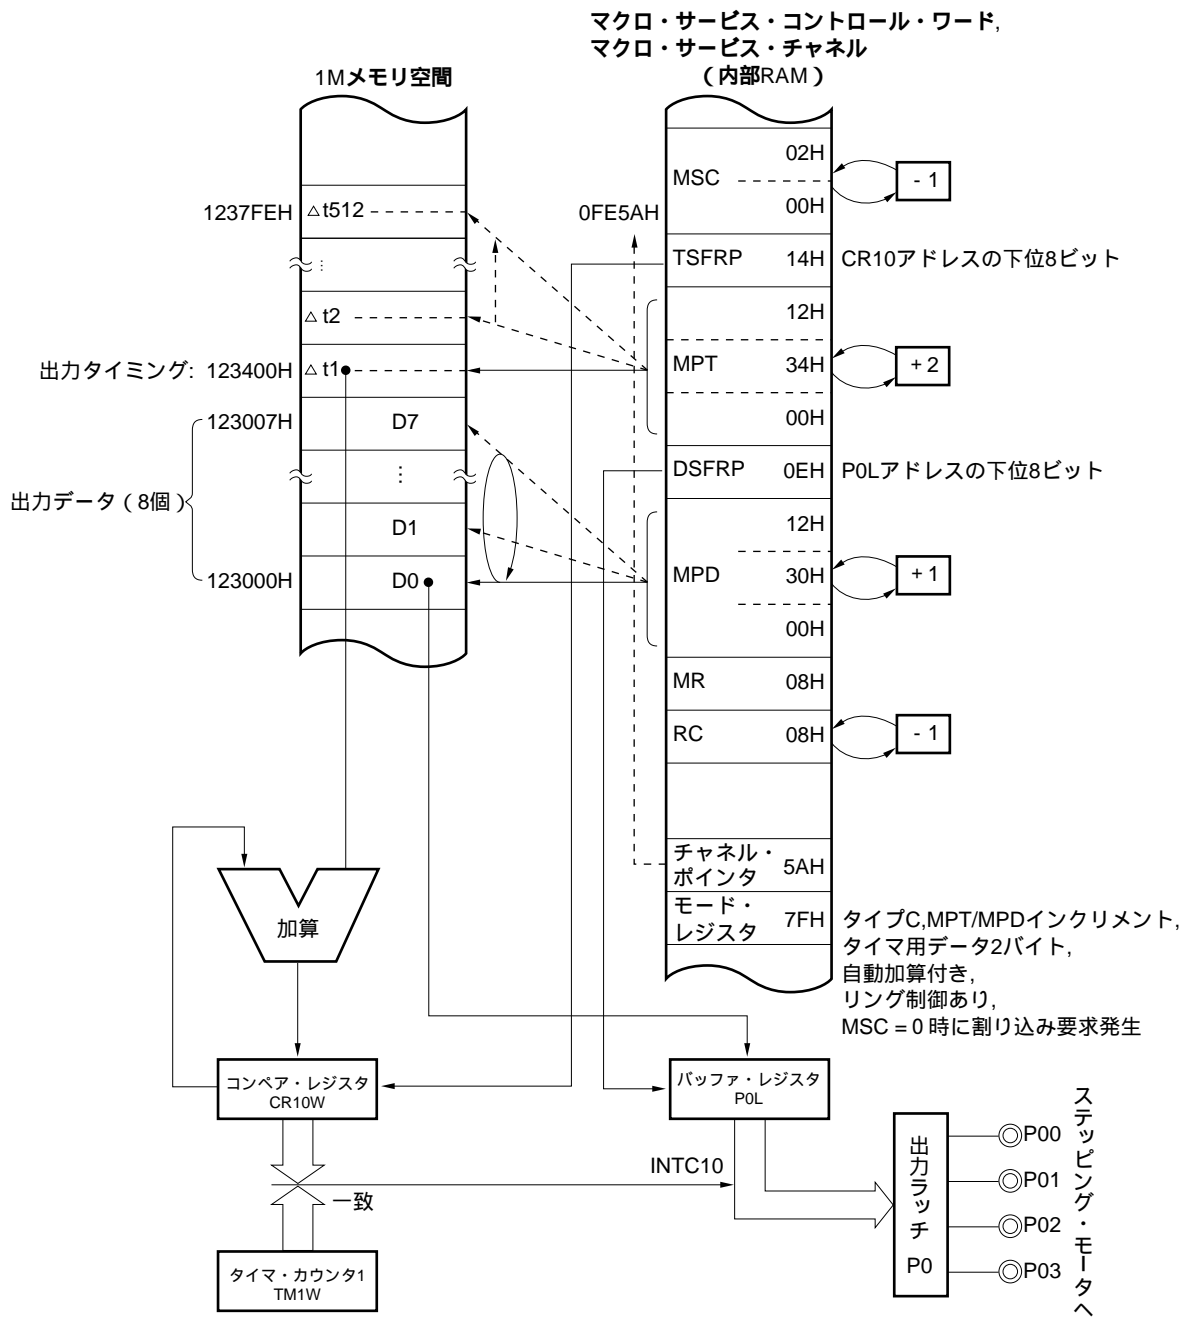 マクロ・サービス・コントロール・ワード,
マクロ・サービス・チャネル
（内部RAM）
1Mメモリ空間
02H
MSC
- 1
00H
1237FEH
△t512
0FE5AH
TSFRP 14H
CR10アドレスの下位8ビット
⋮
12H
△t2
出力タイミング: 123400H
△t1
MPT 34H
+ 2
00H
123007H
D7
DSFRP 0EH
P0Lアドレスの下位8ビット
⋮
出力データ（8個）
12H
D1
123000H
D0
MPD 30H
+ 1
00H
MR 08H
RC 08H
- 1
チャネル・
ポインタ 5AH
モード・
レジスタ 7FH
タイプC,MPT/MPDインクリメント,
タイマ用データ2バイト,
自動加算付き,
リング制御あり,
MSC = 0 時に割り込み要求発生
加算
コンペア・レジスタ
CR10W
バッファ・レジスタ
P0L
INTC10
一致
タイマ・カウンタ1
TM1W
出力ラッチ
P0
P00
P01
P02
P03
ステッピング・モータへ